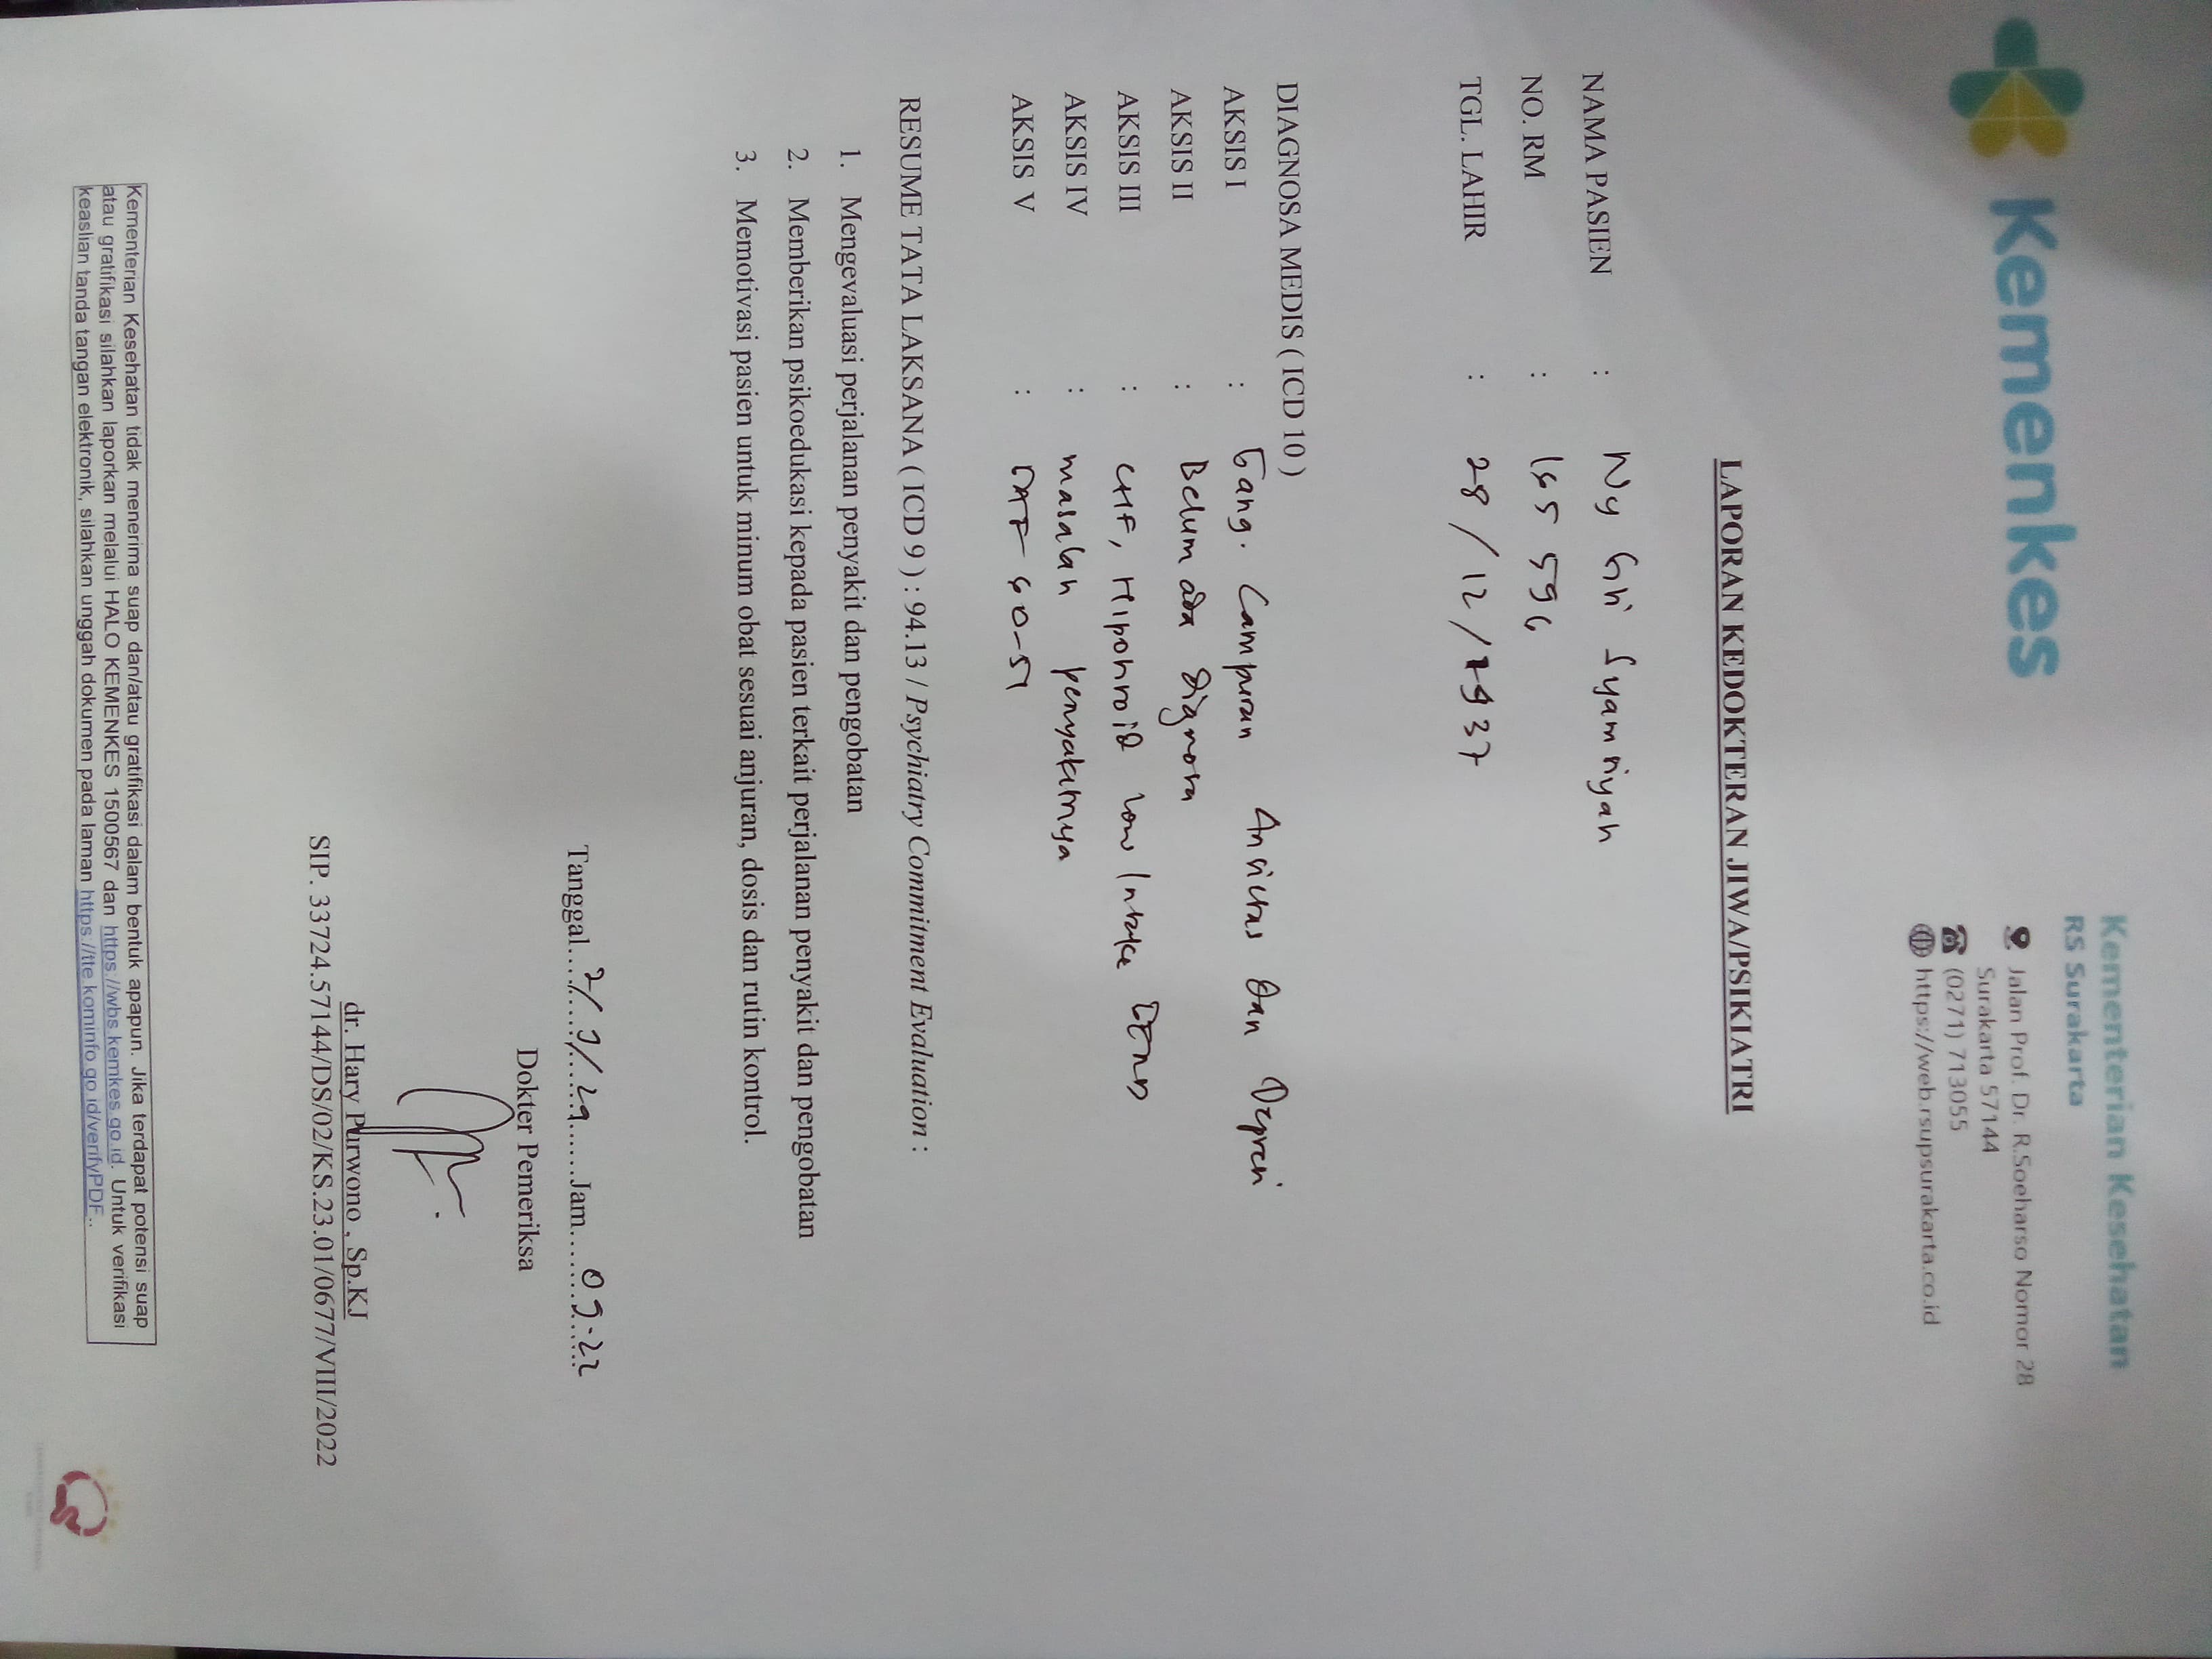 Kemenkes
Kementerian Kesehatan
RS Surakarta
Jalan Prof. Dr. R.Soeharso Nomor 28
Surakarta 57144
(0271) 713055
https://web.rsupsurakarta.co.id
LAPORAN KEDOKTERAN JIWA/PSIKIATRI
NAMA PASIEN : Ny Siti Syamsiyah
NO. RM : 165 596
TGL. LAHIR : 28/12/1937
DIAGNOSA MEDIS ( ICD 10 )
AKSIS I : Gang. Campuran Ansietas dan Depresi
AKSIS II : Belum ada diagnosa
AKSIS III : CHF, Hipotiroid Low Intake
AKSIS IV : masalah penyakitnya
AKSIS V : GAF 60-51
RESUME TATA LAKSANA ( ICD 9 ) : 94.13 / Psychiatry Commitment Evaluation :
1. Mengevaluasi perjalanan penyakit dan pengobatan
2. Memberikan psikoedukasi kepada pasien terkait perjalanan penyakit dan pengobatan
3. Memotivasi pasien untuk minum obat sesuai anjuran, dosis dan rutin kontrol.
Tanggal....../....../...... Jam 09.22
Dokter Pemeriksa
dr. Hary Purwono , Sp.KJ
SIP. 33724.57144/DS/02/KS.23.01/0677/VIII/2022
Kementerian Kesehatan tidak menerima suap dan/atau gratifikasi dalam bentuk apapun. Jika terdapat potensi suap
atau gratifikasi silahkan laporkan melalui HALO KEMENKES 1500567 dan https://wbs.kemkes.go.id. Untuk verifikasi
keaslian tanda tangan elektronik, silahkan unggah dokumen pada laman https://tte.kominfo.go.id/verifyPDF..